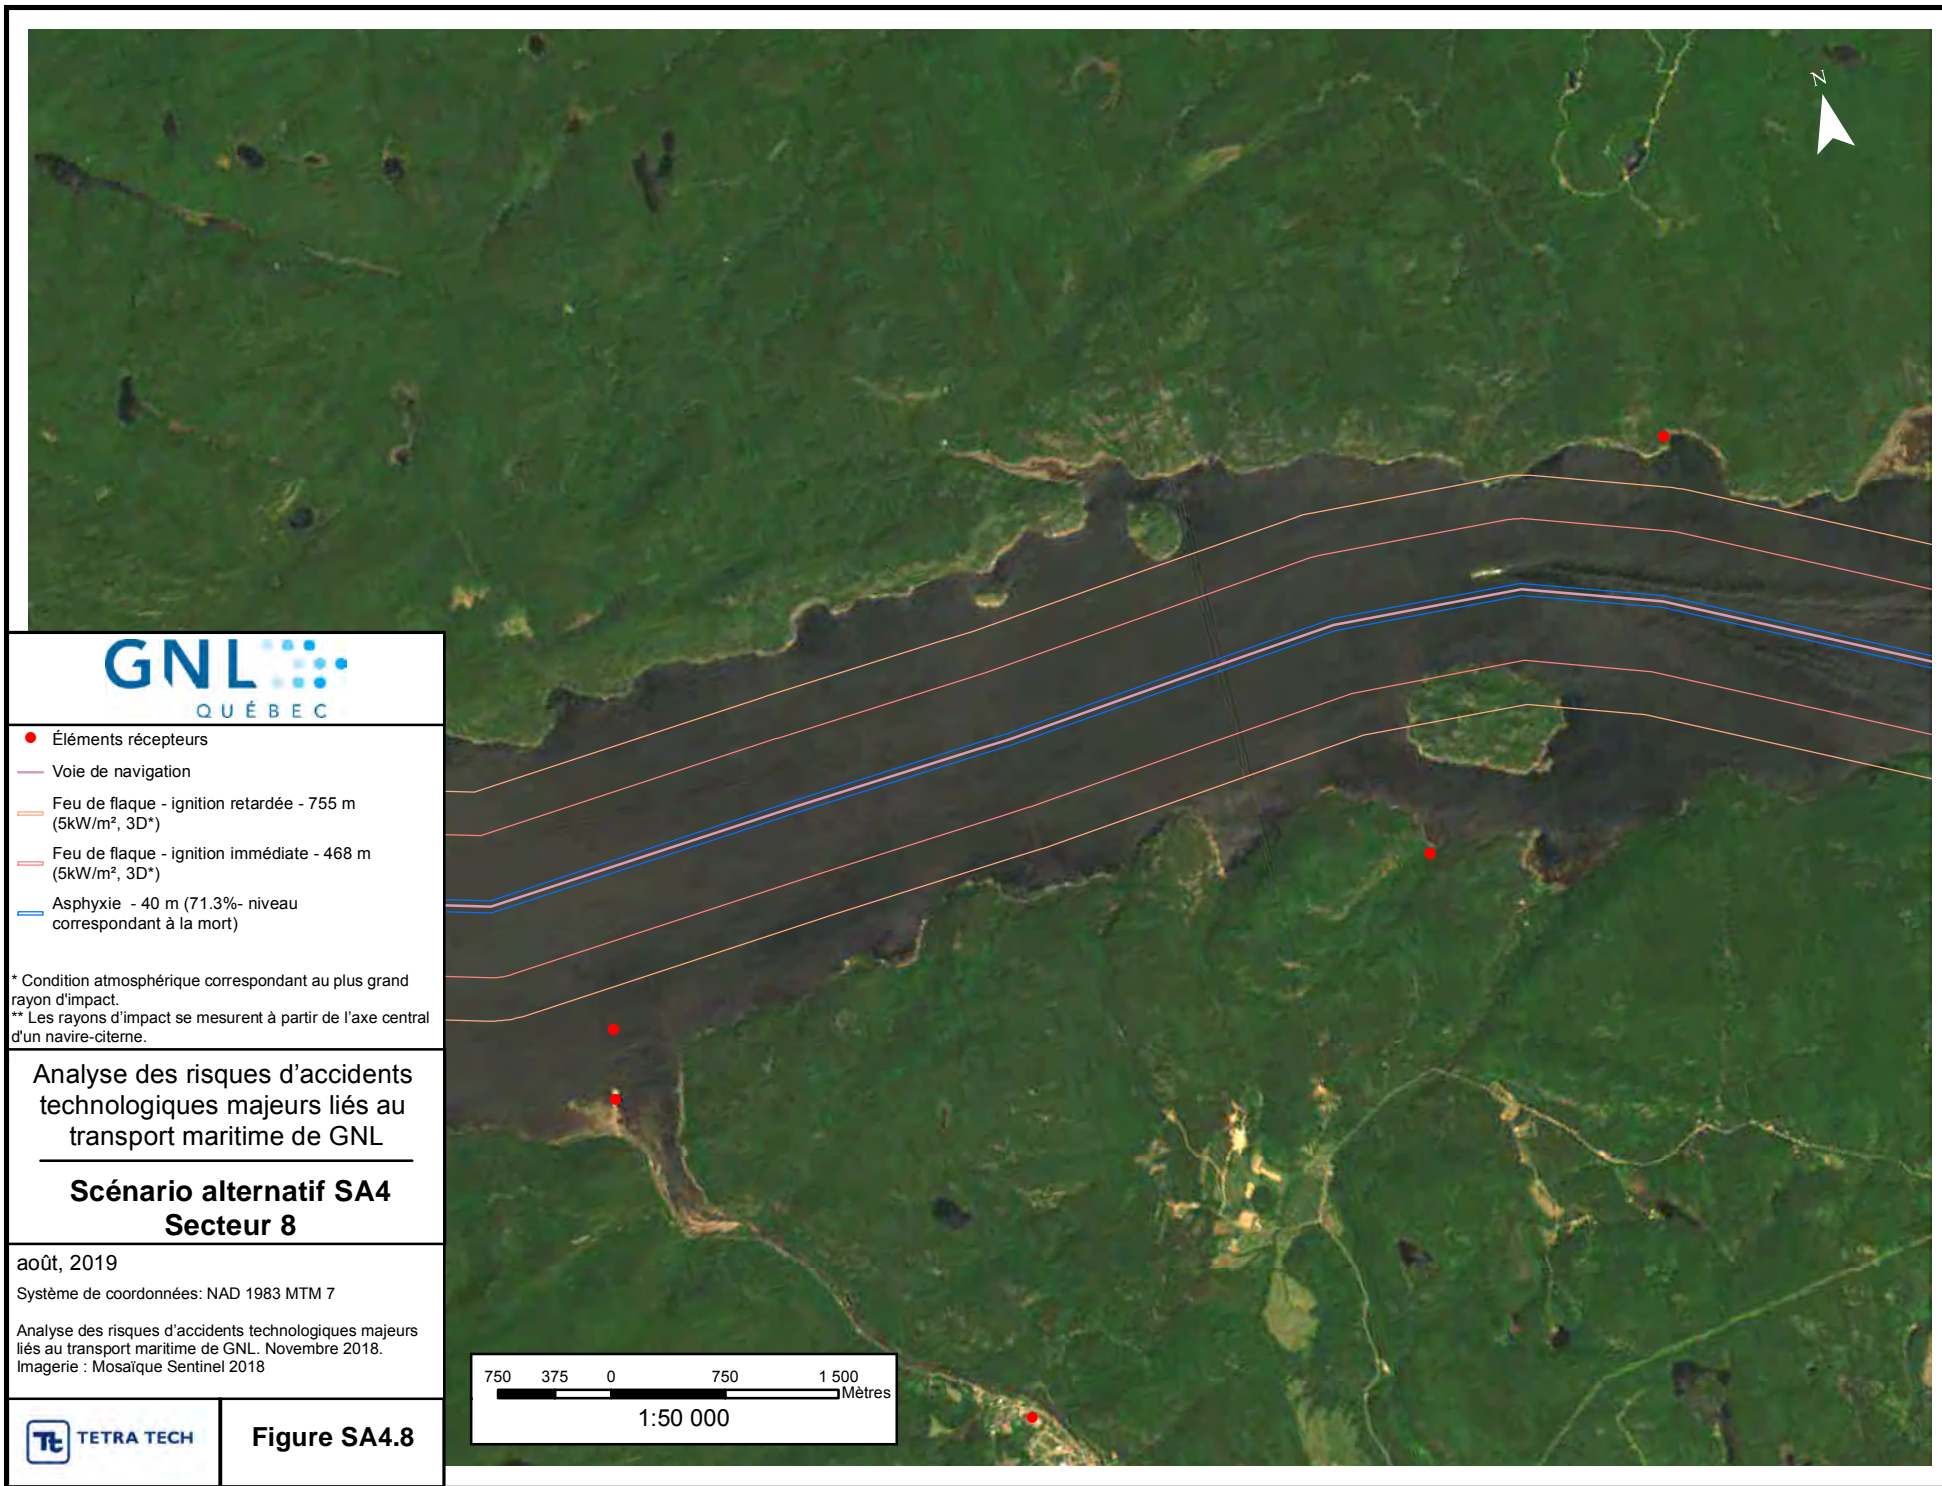 N
GNL
QUÉBEC
Éléments récepteurs
Voie de navigation
Feu de flaque - ignition retardée - 755 m
(5kW/m², 3D*)
Feu de flaque - ignition immédiate - 468 m
(5kW/m², 3D*)
Asphyxie - 40 m (71.3%- niveau
correspondant à la mort)
* Condition atmosphérique correspondant au plus grand
rayon d'impact.
** Les rayons d’impact se mesurent à partir de l’axe central
d'un navire-citerne.
Analyse des risques d’accidents
technologiques majeurs liés au
transport maritime de GNL
Scénario alternatif SA4
Secteur 8
août, 2019
Système de coordonnées: NAD 1983 MTM 7
Analyse des risques d’accidents technologiques majeurs
liés au transport maritime de GNL. Novembre 2018.
Imagerie : Mosaïque Sentinel 2018
Tt TETRA TECH
Figure SA4.8
750 375 0 750 1 500
Mètres
1:50 000